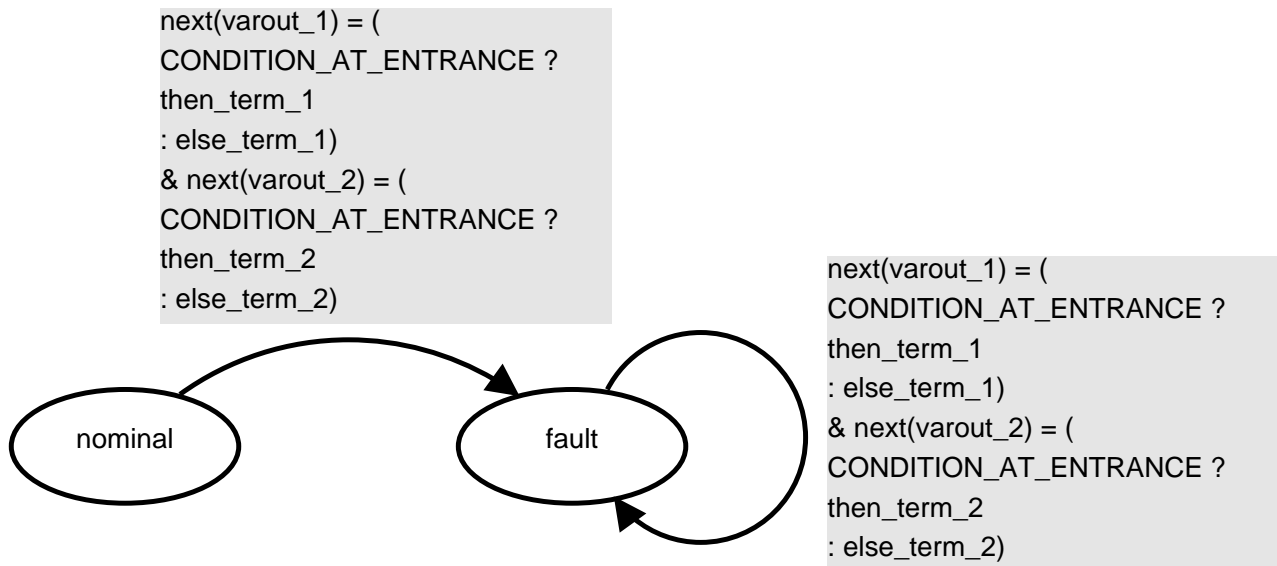 next(varout_1) = (
CONDITION_AT_ENTRANCE ?
then_term_1
: else_term_1)
& next(varout_2) = (
CONDITION_AT_ENTRANCE ?
then_term_2
: else_term_2)
nominal
fault
next(varout_1) = (
CONDITION_AT_ENTRANCE ?
then_term_1
: else_term_1)
& next(varout_2) = (
CONDITION_AT_ENTRANCE ?
then_term_2
: else_term_2)